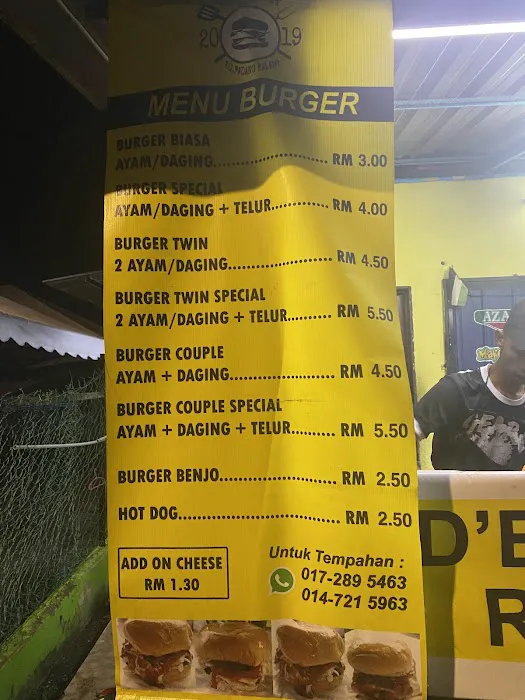 20 19
MENU BURGER
BURGER BIASA
AYAM/DAGING................... RM 3.00
BURGER SPECIAL
AYAM/DAGING + TELUR............ RM 4.00
BURGER TWIN
2 AYAM/DAGING.................. RM 4.50
BURGER TWIN SPECIAL
2 AYAM/DAGING + TELUR......... RM 5.50
BURGER COUPLE
AYAM + DAGING.................. RM 4.50
BURGER COUPLE SPECIAL
AYAM + DAGING + TELUR......... RM 5.50
BURGER BENJO..................... RM 2.50
HOT DOG............................ RM 2.50
ADD ON CHEESE
RM 1.30
Untuk Tempahan :
017-289 5463
014-721 5963
AZA
D'E
R